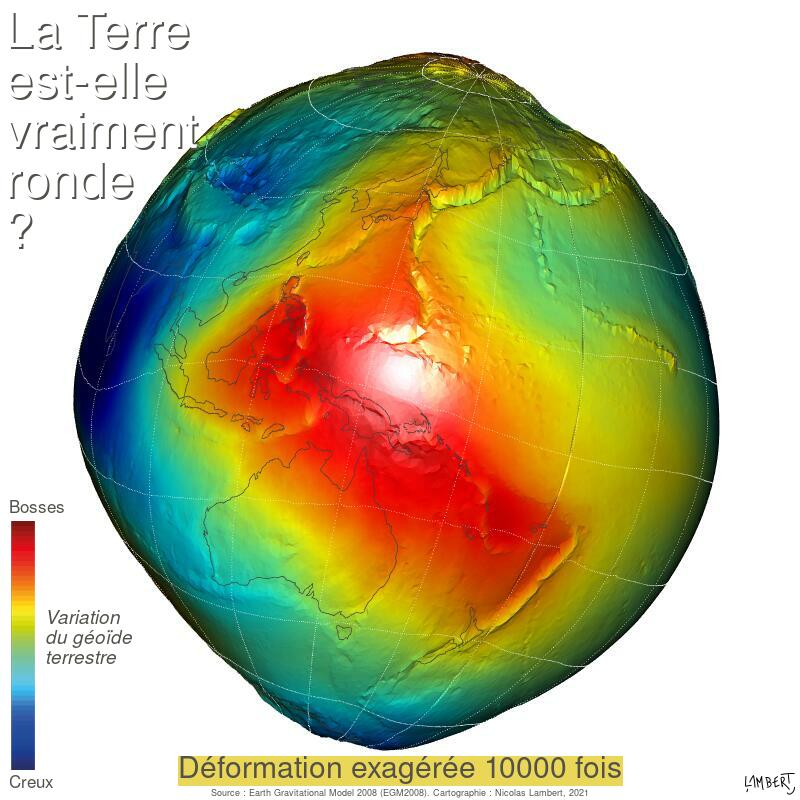 La Terre
est-elle
vraiment
ronde
?
Bosses
Variation
du géoïde
terrestre
Creux
Déformation exagérée 10000 fois
Source : Earth Gravitational Model 2008 (EGM2008). Cartographie : Nicolas Lambert, 2021
LAMBERT